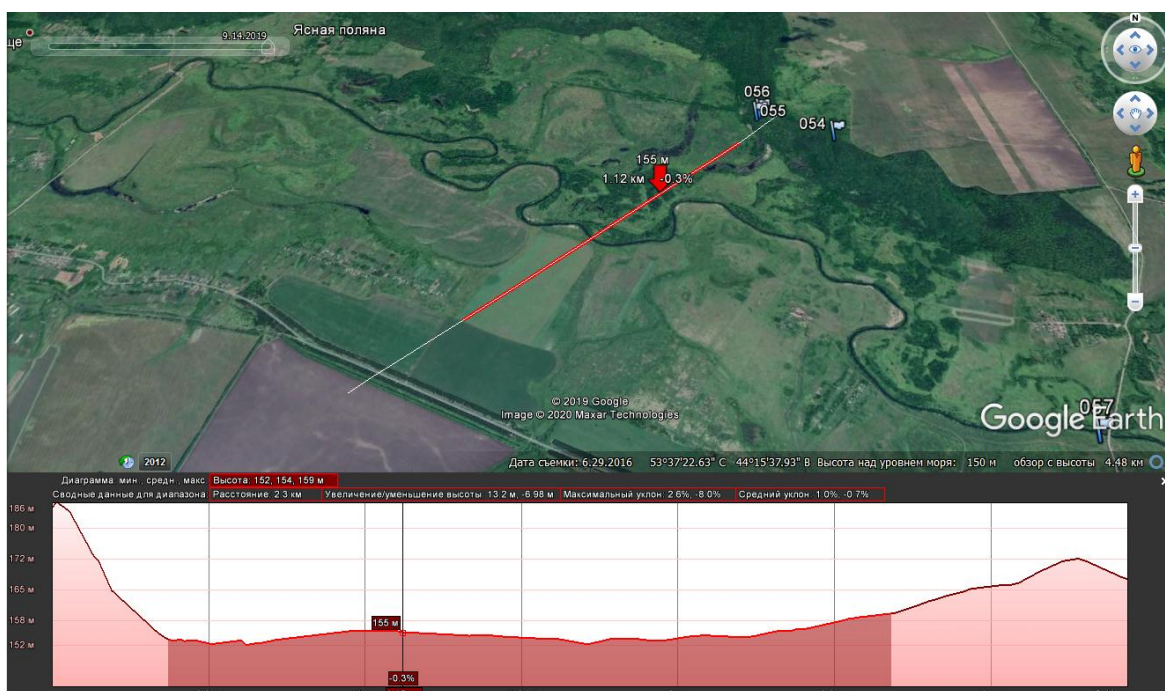 Ясная поляна
ще
9.14.2019
056
055
054
155 м
1.12 км -0.3%
© 2019 Google
Image © 2020 Maxar Technologies
057
Google Earth
N
2012
Дата съемки: 6.29.2016 53°37'22.63" С 44°15'37.93" В Высота над уровнем моря: 150 м обзор с высоты 4.48 км
Диаграмма: мин., средн., макс. Высота: 152, 154, 159 м
Сводные данные для диапазона: Расстояние: 2.3 км Увеличение/уменьшение высоты: 13.2 м, -6.98 м Максимальный уклон: 2.6%, -8.0% Средний уклон: 1.0%, -0.7%
186 м
180 м
172 м
165 м
158 м
152 м
155 м
-0.3%